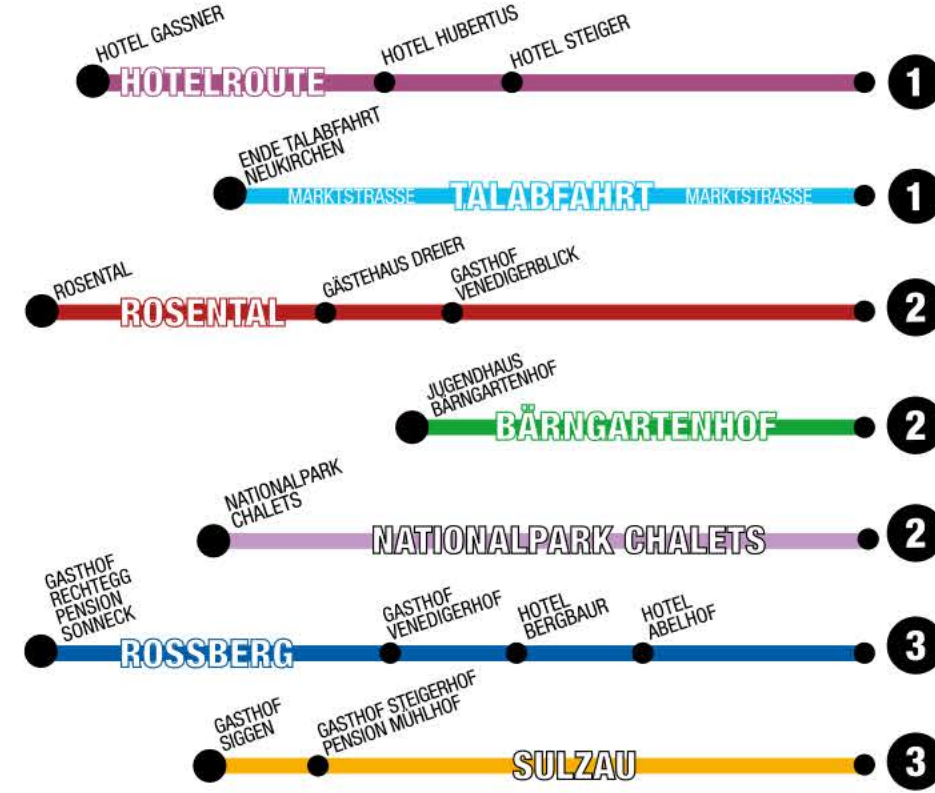 HOTEL GASSNER
HOTEL HUBERTUS
HOTEL STEIGER
HOTELROUTE
1
ENDE TALABFAHRT
NEUKIRCHEN
MARKTSTRASSE
TALABFAHRT
MARKTSTRASSE
1
ROSENTAL
GÄSTEHAUS DREIER
GASTHOF
VENEDIGERBLICK
ROSENTAL
2
JUGENDHAUS
BÄRNGARTENHOF
BÄRNGARTENHOF
2
NATIONALPARK
CHALETS
NATIONALPARK CHALETS
2
GASTHOF
RECHTEGG
PENSION
SONNECK
GASTHOF
VENEDIGERHOF
HOTEL
BERGBAUR
HOTEL
ABELHOF
ROSSBERG
3
GASTHOF
SIGGEN
GASTHOF STEIGERHOF
PENSION MÜHLHOF
SULZAU
3